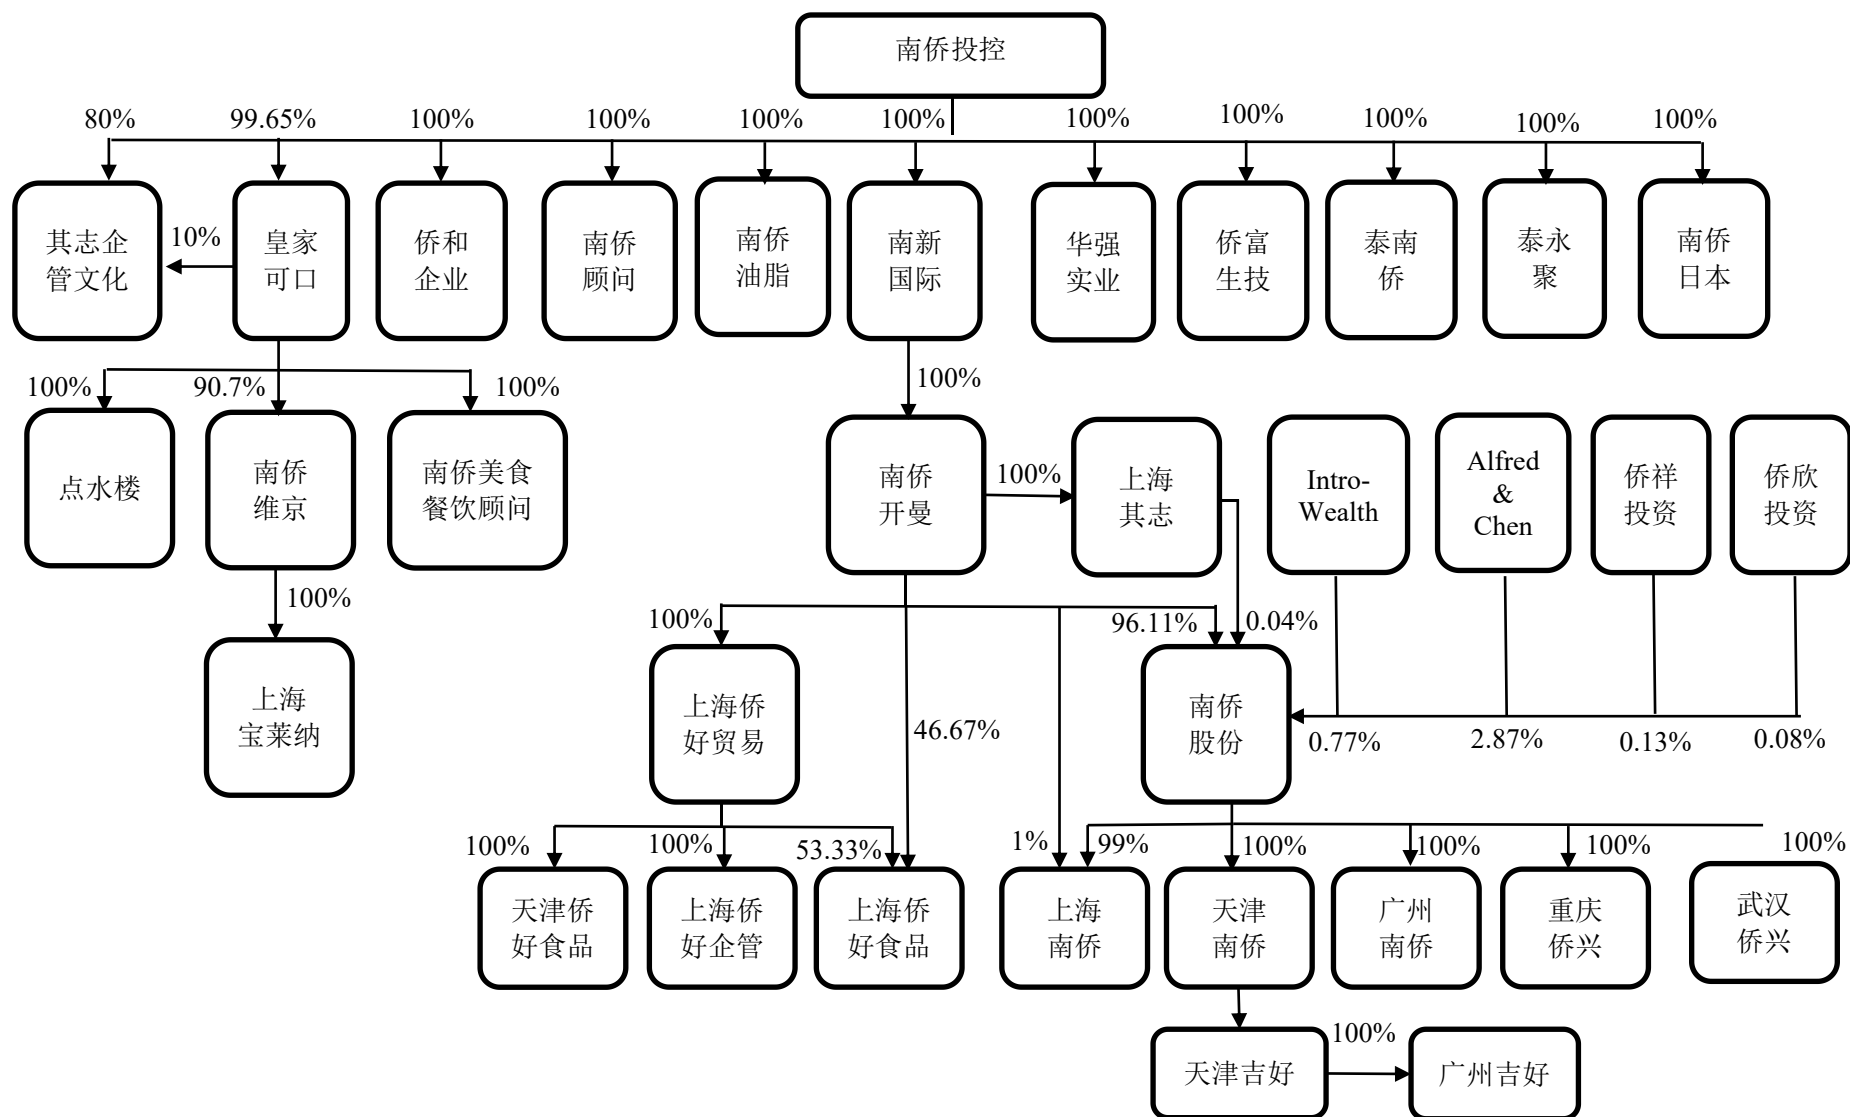 南侨投控
80%
99.65%
100%
100%
100%
100%
100%
100%
100%
100%
100%
其志企
管文化
10%
皇家
可口
侨和
企业
南侨
顾问
南侨
油脂
南新
国际
华强
实业
侨富
生技
泰南
侨
泰永
聚
南侨
日本
100%
90.7%
100%
100%
点水楼
南侨
维京
南侨美食
餐饮顾问
南侨
开曼
100%
上海
其志
Intro-
Wealth
Alfred
&
Chen
侨祥
投资
侨欣
投资
100%
100%
96.11%
0.04%
上海
宝莱纳
上海侨
好贸易
46.67%
南侨
股份
0.77%
2.87%
0.13%
0.08%
100%
100%
53.33%
1%
99%
100%
100%
100%
100%
天津侨
好食品
上海侨
好企管
上海侨
好食品
上海
南侨
天津
南侨
广州
南侨
重庆
侨兴
武汉
侨兴
天津吉好
100%
广州吉好